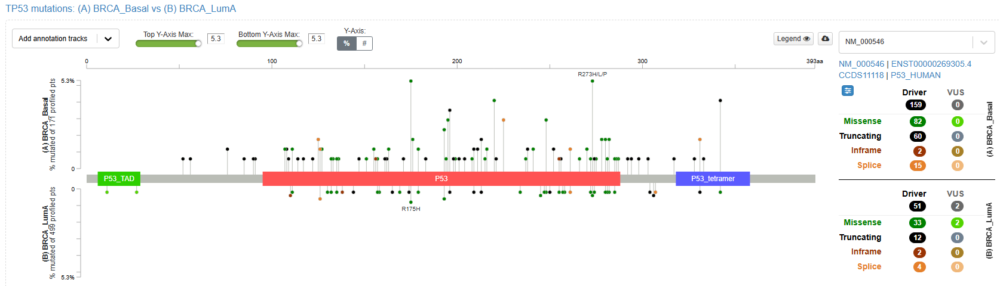 TP53 mutations: (A) BRCA_Basal vs (B) BRCA_LumA
Add annotation tracks
Top Y-Axis Max:
5.3
Bottom Y-Axis Max:
5.3
Y-Axis:
%
#
Legend
NM_000546
0
100
200
300
393aa
NM_000546 | ENST00000269305.4
CCDS11118 | P53_HUMAN
R273H/L/P
5.3%
0
(A) BRCA_Basal
% mutated of 171 profiled pts
P53_TAD
P53
P53_tetramer
0
5.3%
(B) BRCA_LumA
% mutated of 499 profiled pts
R175H
Driver VUS
159 0
Missense 82 0
Truncating 60 0
Inframe 2 0
Splice 15 0
(A) BRCA_Basal
Driver VUS
51 2
Missense 33 2
Truncating 12 0
Inframe 2 0
Splice 4 0
(B) BRCA_LumA